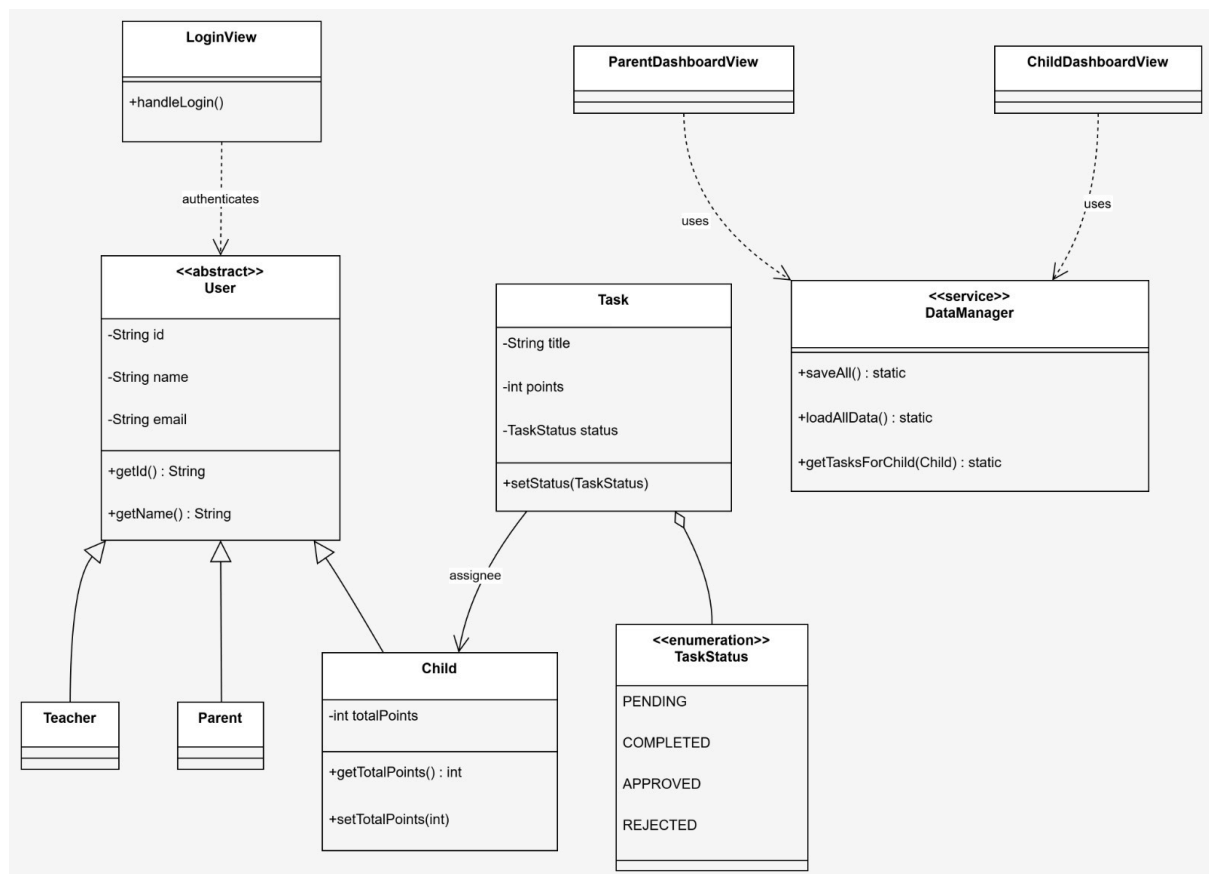 LoginView
+handleLogin()
ParentDashboardView
ChildDashboardView
authenticates
uses
uses
<<abstract>>
User
-String id
-String name
-String email
+getId() : String
+getName() : String
Task
-String title
-int points
-TaskStatus status
+setStatus(TaskStatus)
<<service>>
DataManager
+saveAll() : static
+loadAllData() : static
+getTasksForChild(Child) : static
assignee
Teacher
Parent
Child
-int totalPoints
+getTotalPoints() : int
+setTotalPoints(int)
<<enumeration>>
TaskStatus
PENDING
COMPLETED
APPROVED
REJECTED